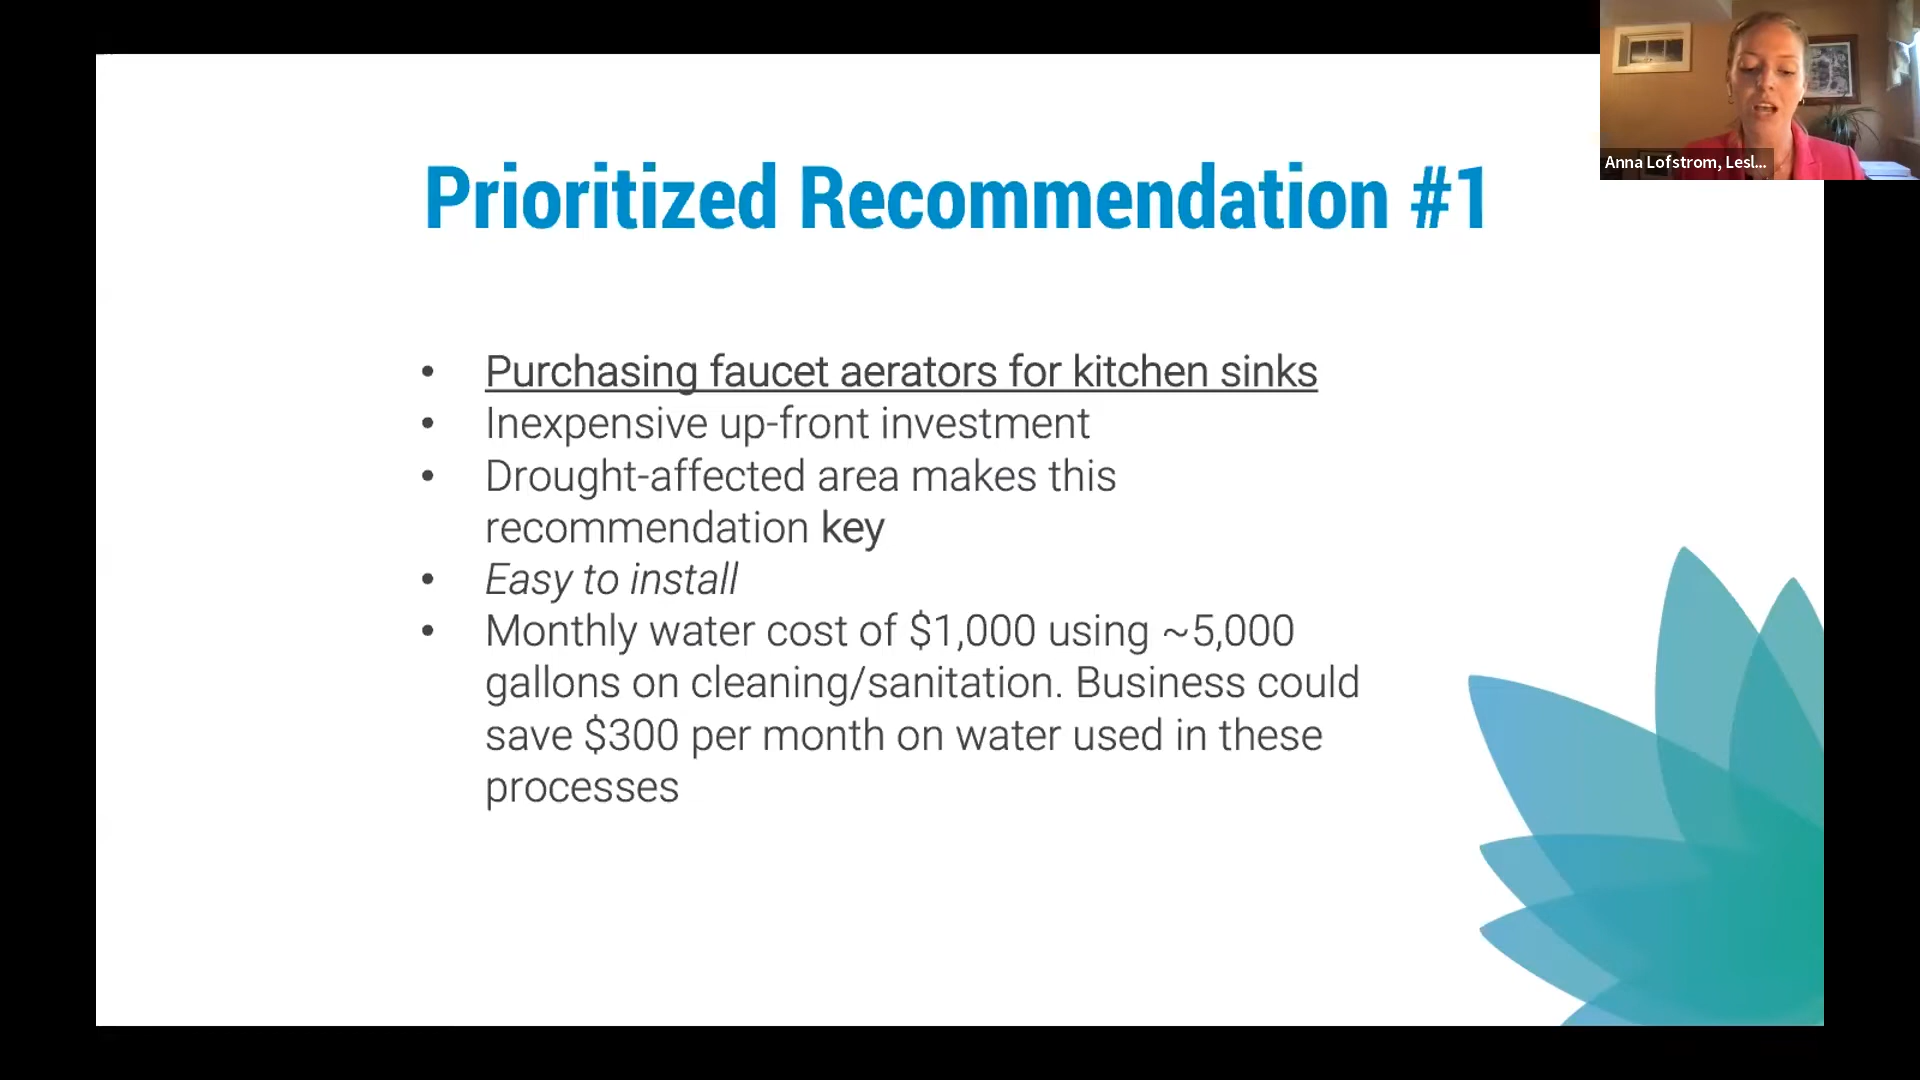 Prioritized Recommendation #1
Anna Lofstrom, Lesl...
• Purchasing faucet aerators for kitchen sinks
• Inexpensive up-front investment
• Drought-affected area makes this
recommendation key
• Easy to install
• Monthly water cost of $1,000 using ~5,000
gallons on cleaning/sanitation. Business could
save $300 per month on water used in these
processes